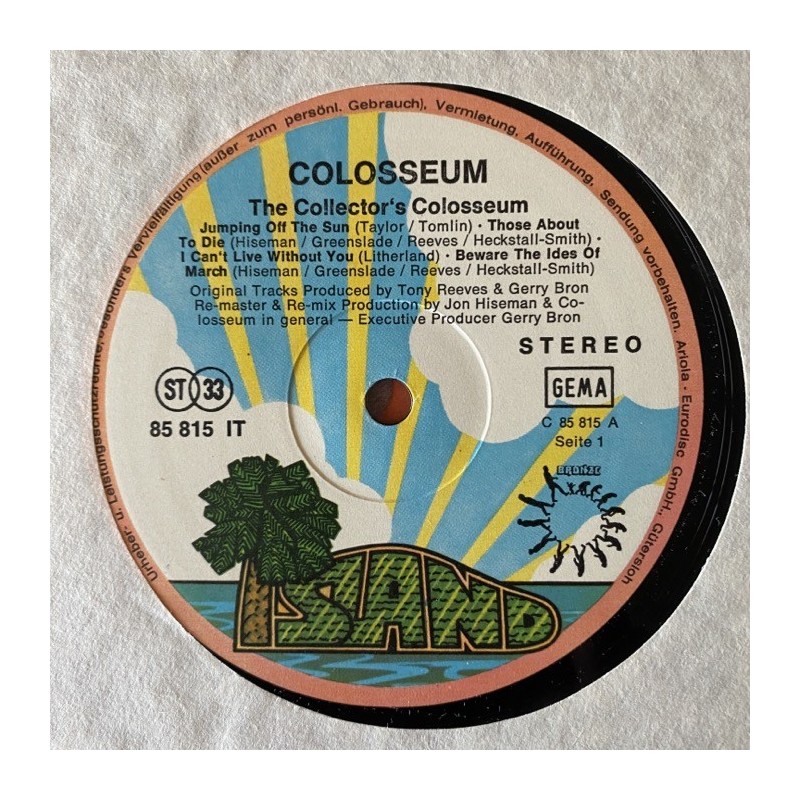 Urheber- u. Leistungsschutzrechte, besonders Vervielfältigung (außer zum persönl. Gebrauch), Vermietung, Aufführung, Sendung vorbehalten. Ariola - Eurodisc GmbH., Gütersloh
COLOSSEUM
The Collector's Colosseum
Jumping Off The Sun (Taylor / Tomlin) · Those About
To Die (Hiseman / Greenslade / Reeves / Heckstall-Smith) ·
I Can't Live Without You (Litherland) · Beware The Ides Of
March (Hiseman / Greenslade / Reeves / Heckstall-Smith)
Original Tracks Produced by Tony Reeves & Gerry Bron
Re-master & Re-mix Production by Jon Hiseman & Co-
losseum in general — Executive Producer Gerry Bron
STEREO
ST 33
GEMA
85 815 IT
C 85 815 A
Seite 1
BRONZE
ISLAND